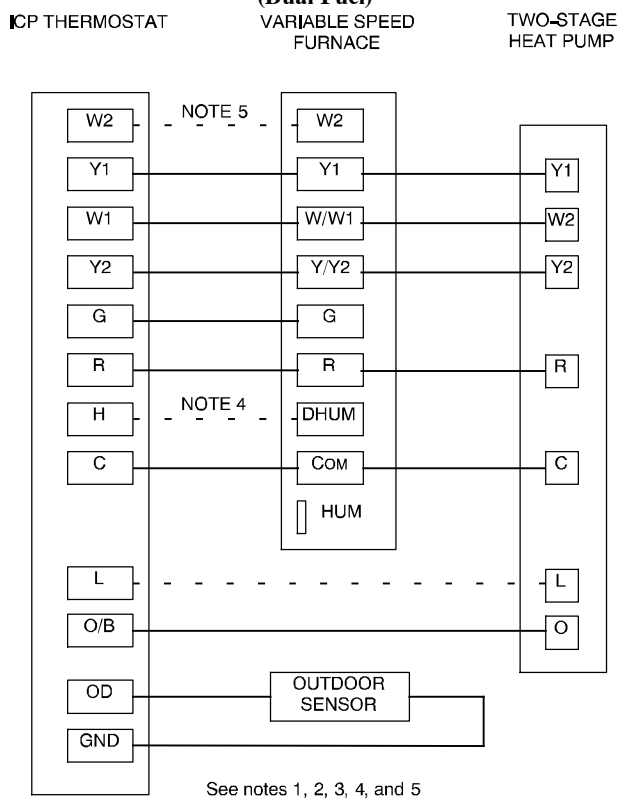 (Dual Fuel)
ICP THERMOSTAT VARIABLE SPEED FURNACE TWO-STAGE HEAT PUMP
W2 NOTE 5 W2
Y1 Y1 Y1
W1 W/W1 W2
Y2 Y/Y2 Y2
G G
R R R
H NOTE 4 DHUM
C COM C
HUM
L L
O/B O
OD OUTDOOR SENSOR
GND
See notes 1, 2, 3, 4, and 5